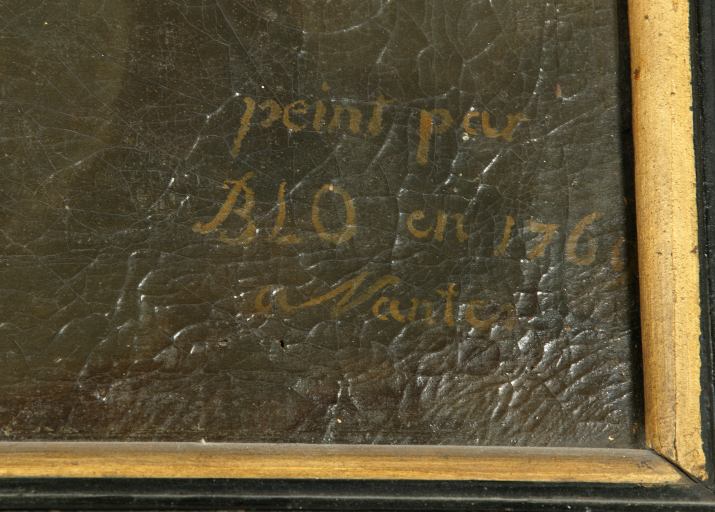 peint par
BLO en
a Nantes